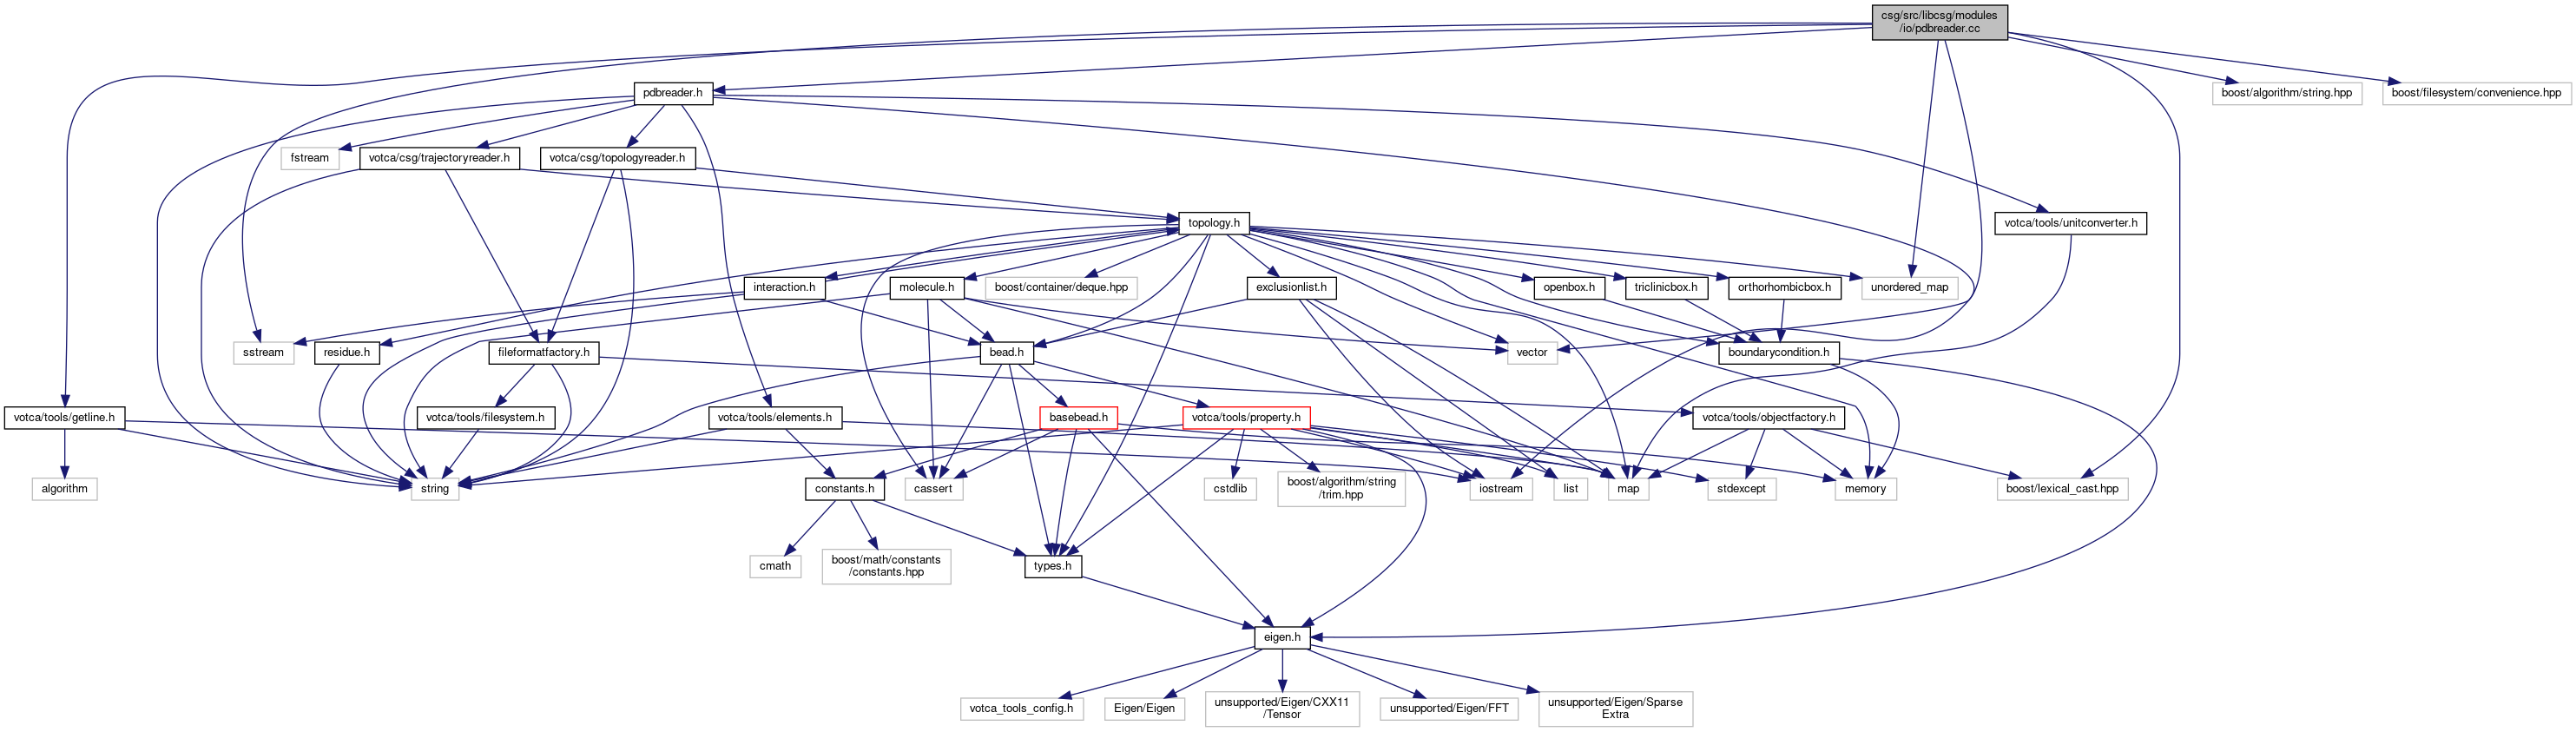 csg/src/libcsg/modules
/io/pdbreader.cc
pdbreader.h
boost/algorithm/string.hpp
boost/filesystem/convenience.hpp
fstream
votca/csg/trajectoryreader.h
votca/csg/topologyreader.h
topology.h
votca/tools/unitconverter.h
interaction.h
molecule.h
boost/container/deque.hpp
exclusionlist.h
openbox.h
triclinicbox.h
orthorhombicbox.h
unordered_map
sstream
residue.h
fileformatfactory.h
bead.h
vector
boundarycondition.h
votca/tools/getline.h
votca/tools/filesystem.h
votca/tools/elements.h
basebead.h
votca/tools/property.h
votca/tools/objectfactory.h
algorithm
string
constants.h
cassert
cstdlib
boost/algorithm/string
/trim.hpp
iostream
list
map
stdexcept
memory
boost/lexical_cast.hpp
cmath
boost/math/constants
/constants.hpp
types.h
eigen.h
votca_tools_config.h
Eigen/Eigen
unsupported/Eigen/CXX11
/Tensor
unsupported/Eigen/FFT
unsupported/Eigen/Sparse
Extra